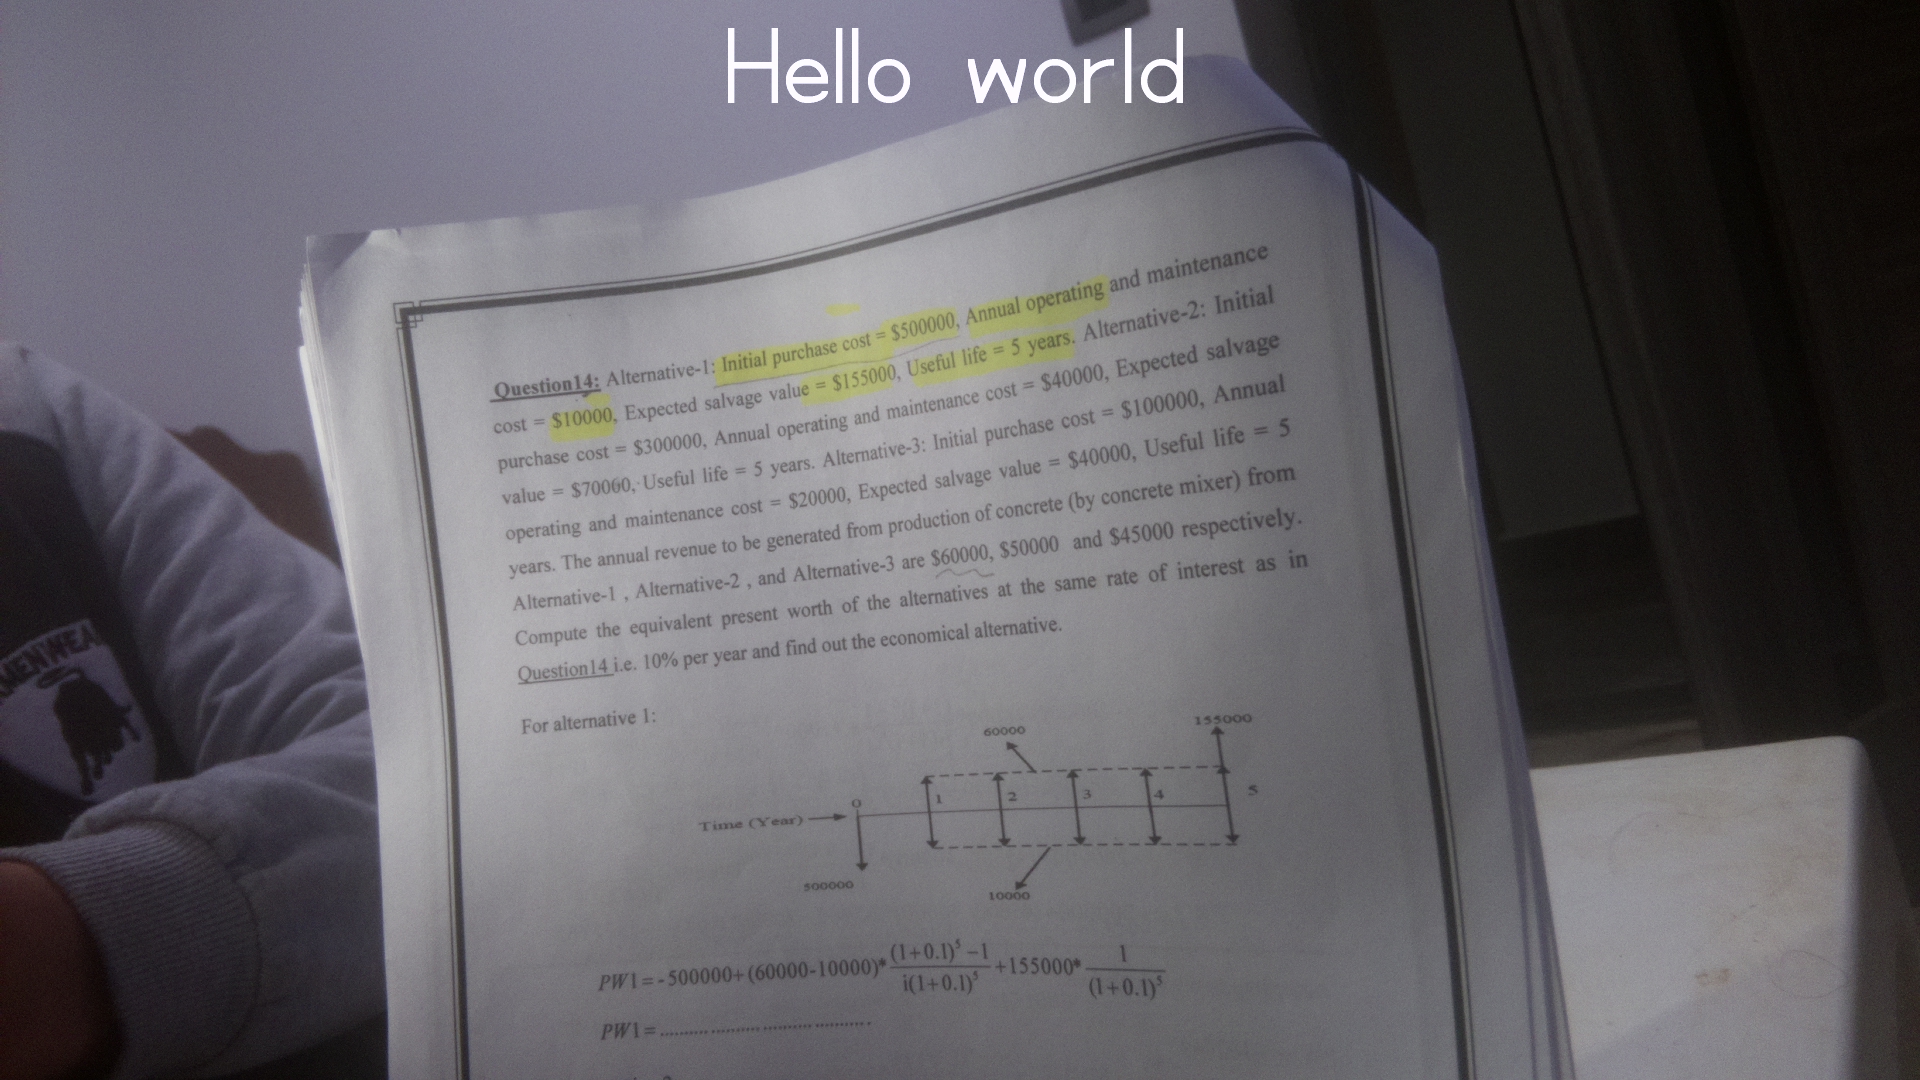 Hello world
Question14: Alternative-1: Initial purchase cost = $500000, Annual operating and maintenance
cost = $10000, Expected salvage value = $155000, Useful life = 5 years. Alternative-2: Initial
purchase cost = $300000, Annual operating and maintenance cost = $40000, Expected salvage
value = $70060, Useful life = 5 years. Alternative-3: Initial purchase cost = $100000, Annual
operating and maintenance cost = $20000, Expected salvage value = $40000, Useful life = 5
years. The annual revenue to be generated from production of concrete (by concrete mixer) from
Alternative-1 , Alternative-2 , and Alternative-3 are $60000, $50000 and $45000 respectively.
Compute the equivalent present worth of the alternatives at the same rate of interest as in
Question14 i.e. 10% per year and find out the economical alternative.
For alternative 1:
60000 155000
Time (Year) 0 1 2 3 4 5
500000 10000
PW1=-500000+(60000-10000)*((1+0.1)^5-1)/(i(1+0.1)^5)+155000*1/(1+0.1)^5
PW1=..........................................